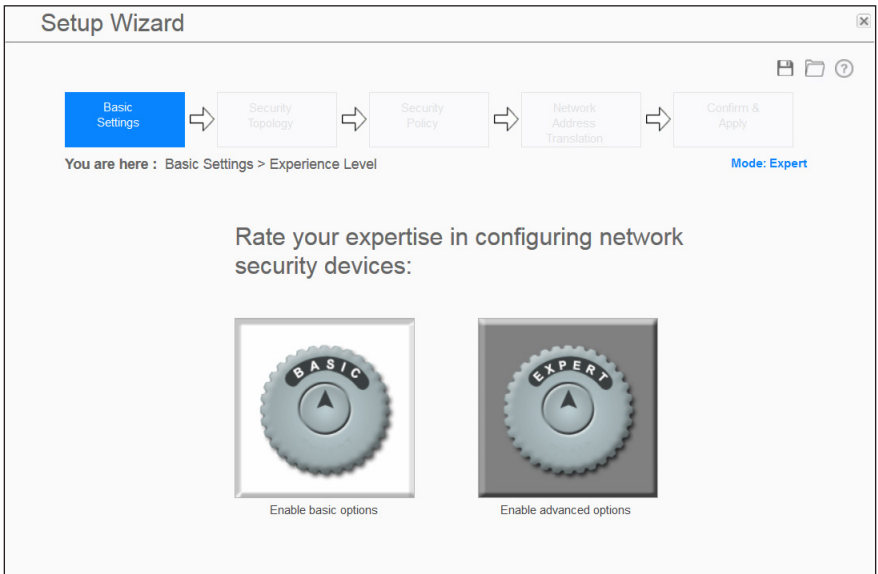 Setup Wizard
Basic
Settings
Security
Topology
Security
Policy
Network
Address
Translation
Confirm &
Apply
You are here : Basic Settings > Experience Level
Mode: Expert
Rate your expertise in configuring network
security devices:
BASIC
EXPERT
Enable basic options
Enable advanced options